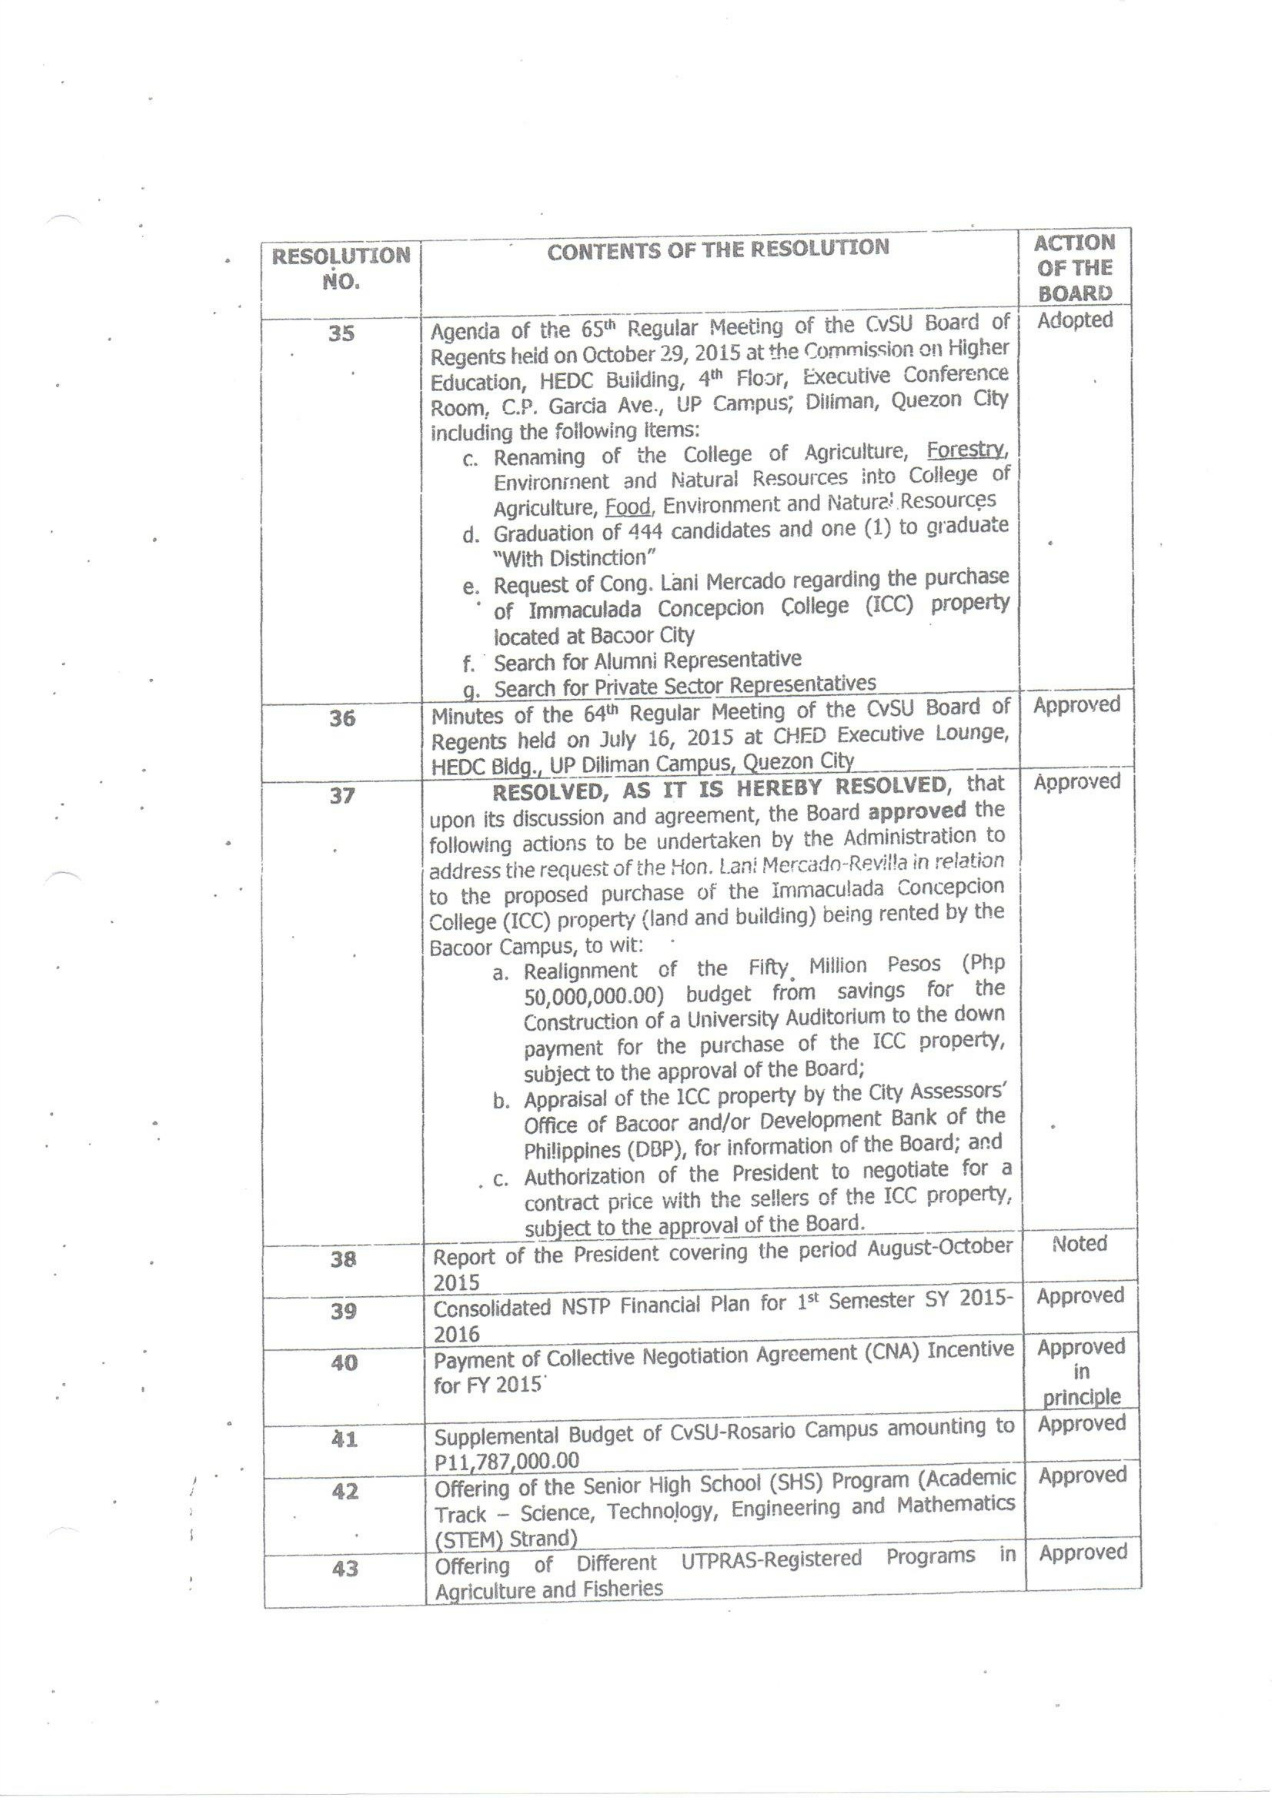 RESOLUTION NO.
CONTENTS OF THE RESOLUTION
ACTION OF THE BOARD
35
Agenda of the 65th Regular Meeting of the CvSU Board of
Regents held on October 29, 2015 at the Commission on Higher
Education, HEDC Building, 4th Floor, Executive Conference
Room, C.P. Garcia Ave., UP Campus, Diliman, Quezon City
including the following items:
c. Renaming of the College of Agriculture, Forestry,
Environment and Natural Resources into College of
Agriculture, Food, Environment and Natural Resources
d. Graduation of 444 candidates and one (1) to graduate
"With Distinction"
e. Request of Cong. Lani Mercado regarding the purchase
of Immaculada Concepcion College (ICC) property
located at Bacoor City
f. Search for Alumni Representative
g. Search for Private Sector Representatives
Adopted
36
Minutes of the 64th Regular Meeting of the CvSU Board of
Regents held on July 16, 2015 at CHED Executive Lounge,
HEDC Bldg., UP Diliman Campus, Quezon City
Approved
37
RESOLVED, AS IT IS HEREBY RESOLVED, that
upon its discussion and agreement, the Board approved the
following actions to be undertaken by the Administration to
address the request of the Hon. Lani Mercado-Revilla in relation
to the proposed purchase of the Immaculada Concepcion
College (ICC) property (land and building) being rented by the
Bacoor Campus, to wit:
a. Realignment of the Fifty Million Pesos (Php
50,000,000.00) budget from savings for the
Construction of a University Auditorium to the down
payment for the purchase of the ICC property,
subject to the approval of the Board;
b. Appraisal of the ICC property by the City Assessors'
Office of Bacoor and/or Development Bank of the
Philippines (DBP), for information of the Board; and
c. Authorization of the President to negotiate for a
contract price with the sellers of the ICC property,
subject to the approval of the Board.
Approved
38
Report of the President covering the period August-October
2015
Noted
39
Consolidated NSTP Financial Plan for 1st Semester SY 2015-
2016
Approved
40
Payment of Collective Negotiation Agreement (CNA) Incentive
for FY 2015
Approved
in
principle
41
Supplemental Budget of CvSU-Rosario Campus amounting to
P11,787,000.00
Approved
42
Offering of the Senior High School (SHS) Program (Academic
Track – Science, Technology, Engineering and Mathematics
(STEM) Strand)
Approved
43
Offering of Different UTPRAS-Registered Programs in
Agriculture and Fisheries
Approved